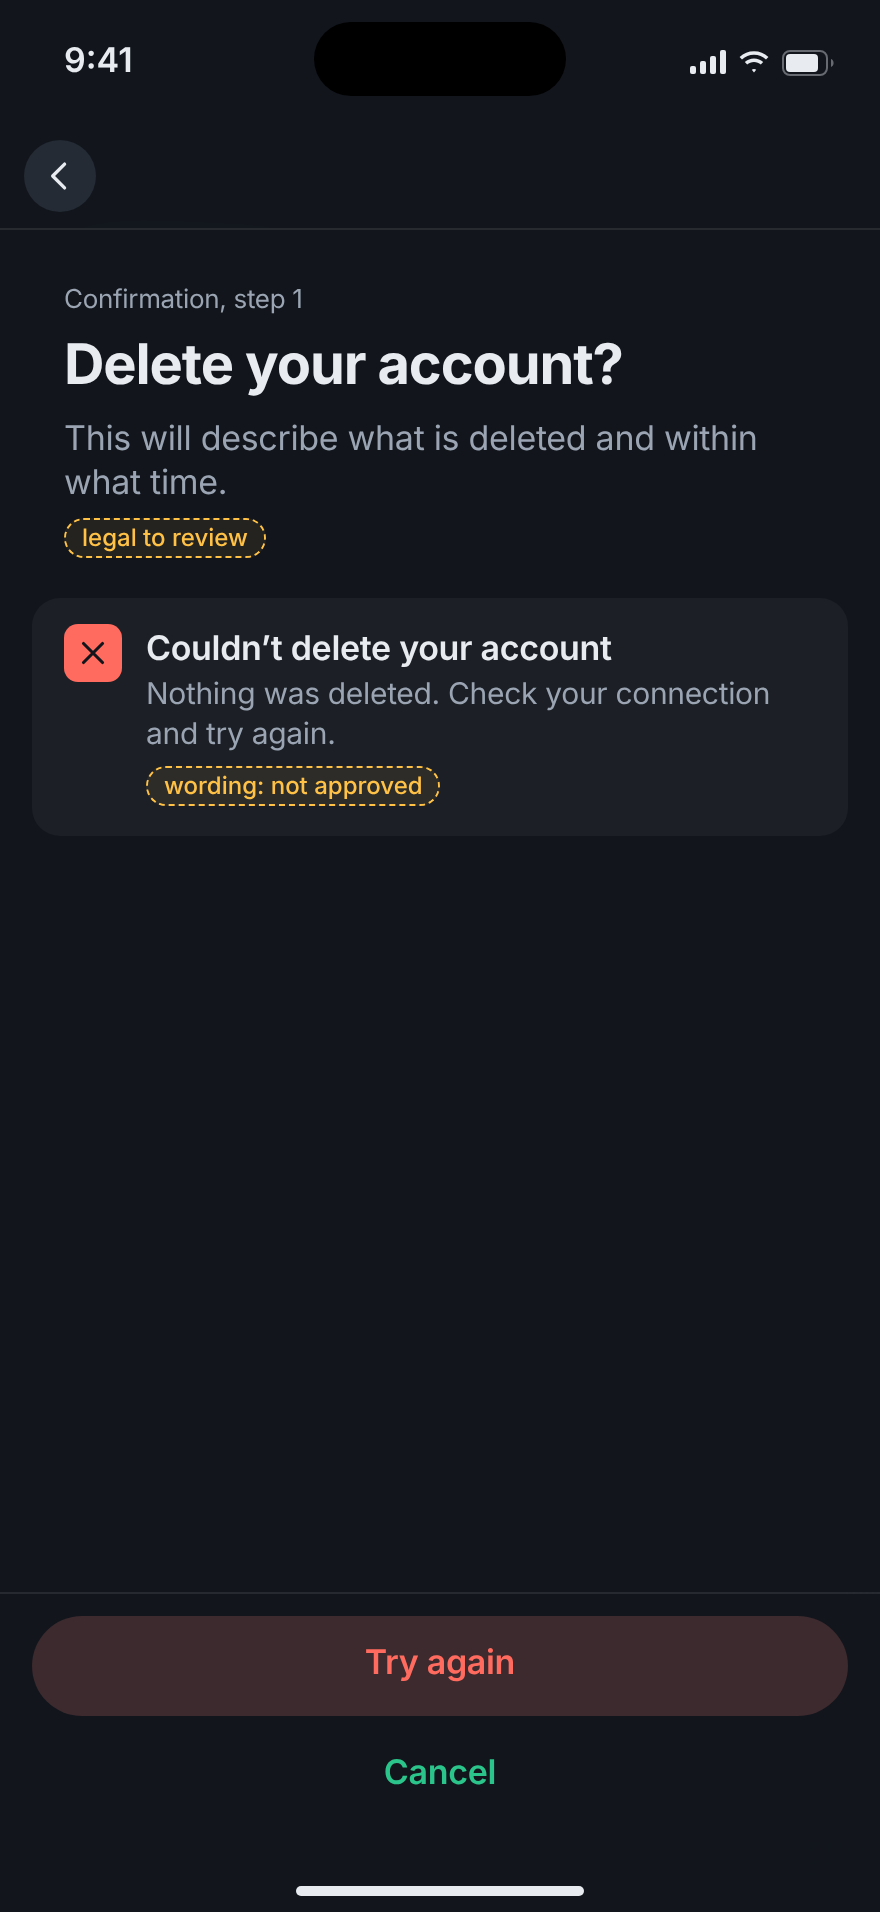 9:41
Confirmation, step 1
Delete your account?
This will describe what is deleted and within
what time.
legal to review
Couldn’t delete your account
Nothing was deleted. Check your connection
and try again.
wording: not approved
Try again
Cancel